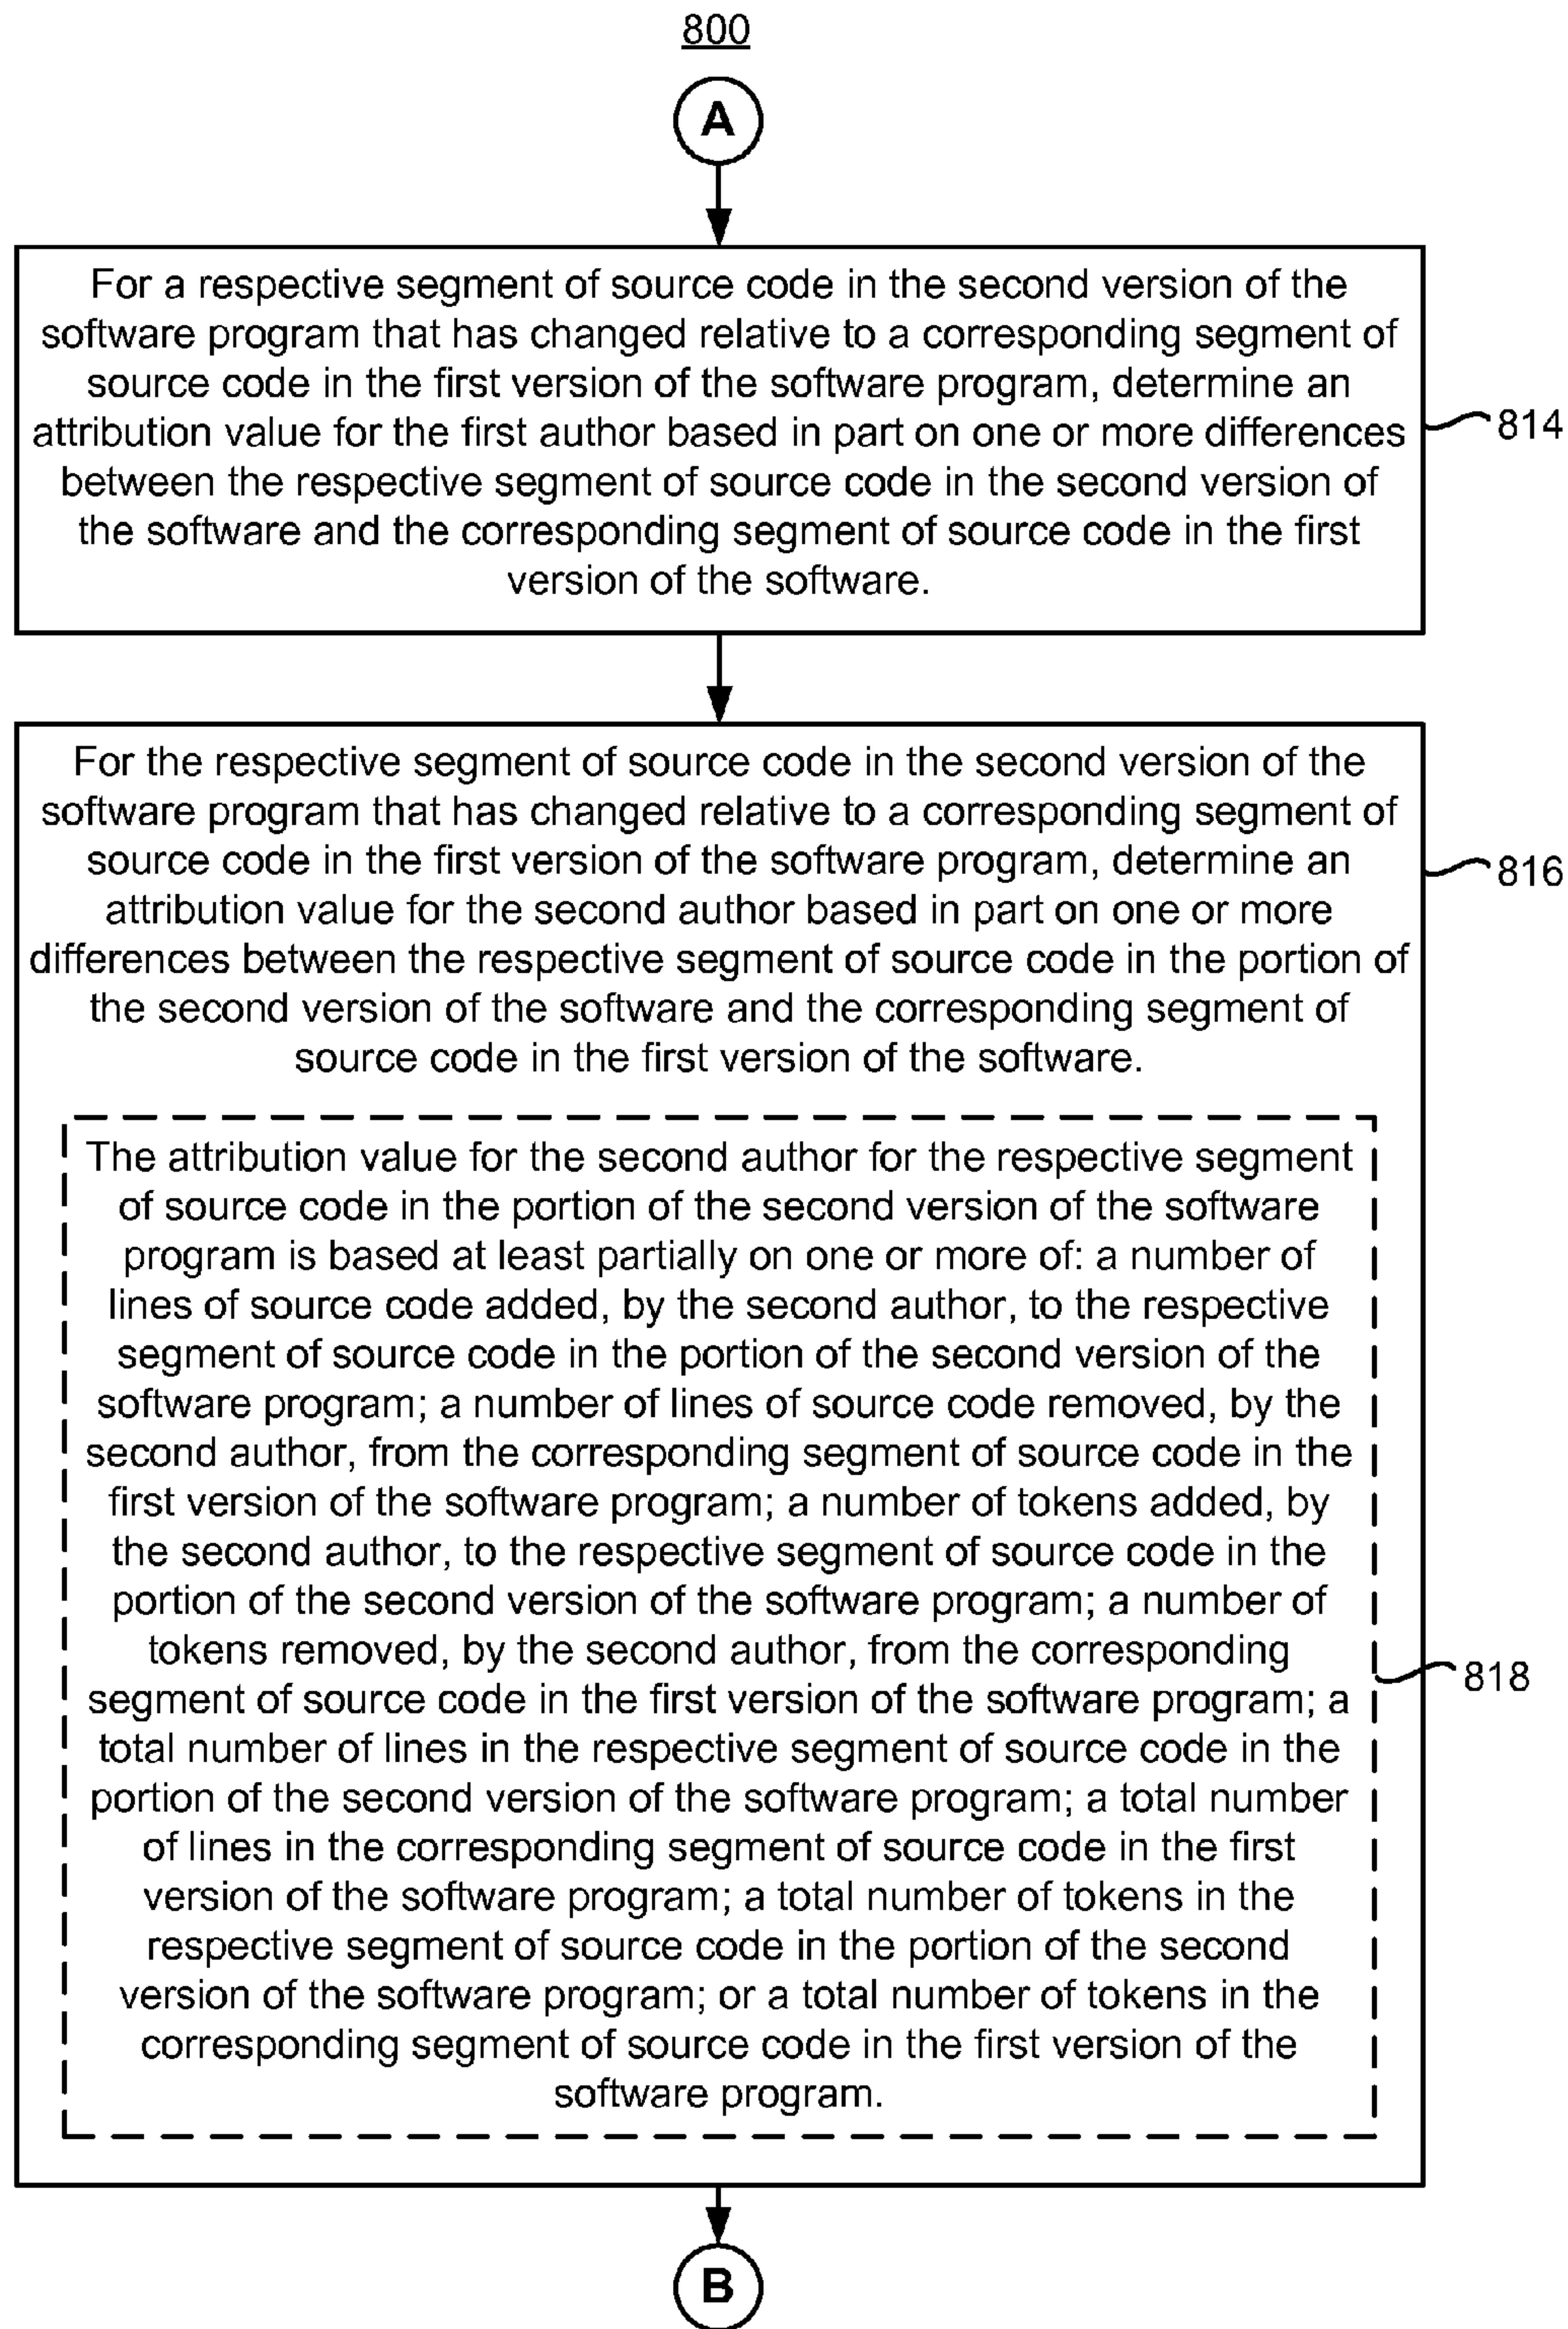 800
A
For a respective segment of source code in the second version of the
software program that has changed relative to a corresponding segment of
source code in the first version of the software program, determine an
attribution value for the first author based in part on one or more differences
between the respective segment of source code in the second version of
the software and the corresponding segment of source code in the first
version of the software.
814
For the respective segment of source code in the second version of the
software program that has changed relative to a corresponding segment of
source code in the first version of the software program, determine an
attribution value for the second author based in part on one or more
differences between the respective segment of source code in the portion of
the second version of the software and the corresponding segment of
source code in the first version of the software.
816
The attribution value for the second author for the respective segment
of source code in the portion of the second version of the software
program is based at least partially on one or more of: a number of
lines of source code added, by the second author, to the respective
segment of source code in the portion of the second version of the
software program; a number of lines of source code removed, by the
second author, from the corresponding segment of source code in the
first version of the software program; a number of tokens added, by
the second author, to the respective segment of source code in the
portion of the second version of the software program; a number of
tokens removed, by the second author, from the corresponding
segment of source code in the first version of the software program; a
total number of lines in the respective segment of source code in the
portion of the second version of the software program; a total number
of lines in the corresponding segment of source code in the first
version of the software program; a total number of tokens in the
respective segment of source code in the portion of the second
version of the software program; or a total number of tokens in the
corresponding segment of source code in the first version of the
software program.
818
B